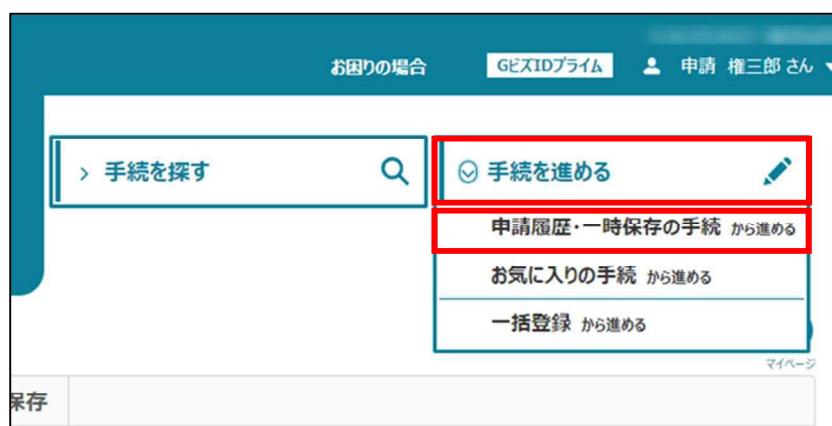 お困りの場合 GビズIDプライム 申請 権三郎 さん
手続を探す
手続を進める
申請履歴・一時保存の手続 から進める
お気に入りの手続 から進める
一括登録 から進める
マイページ
保存